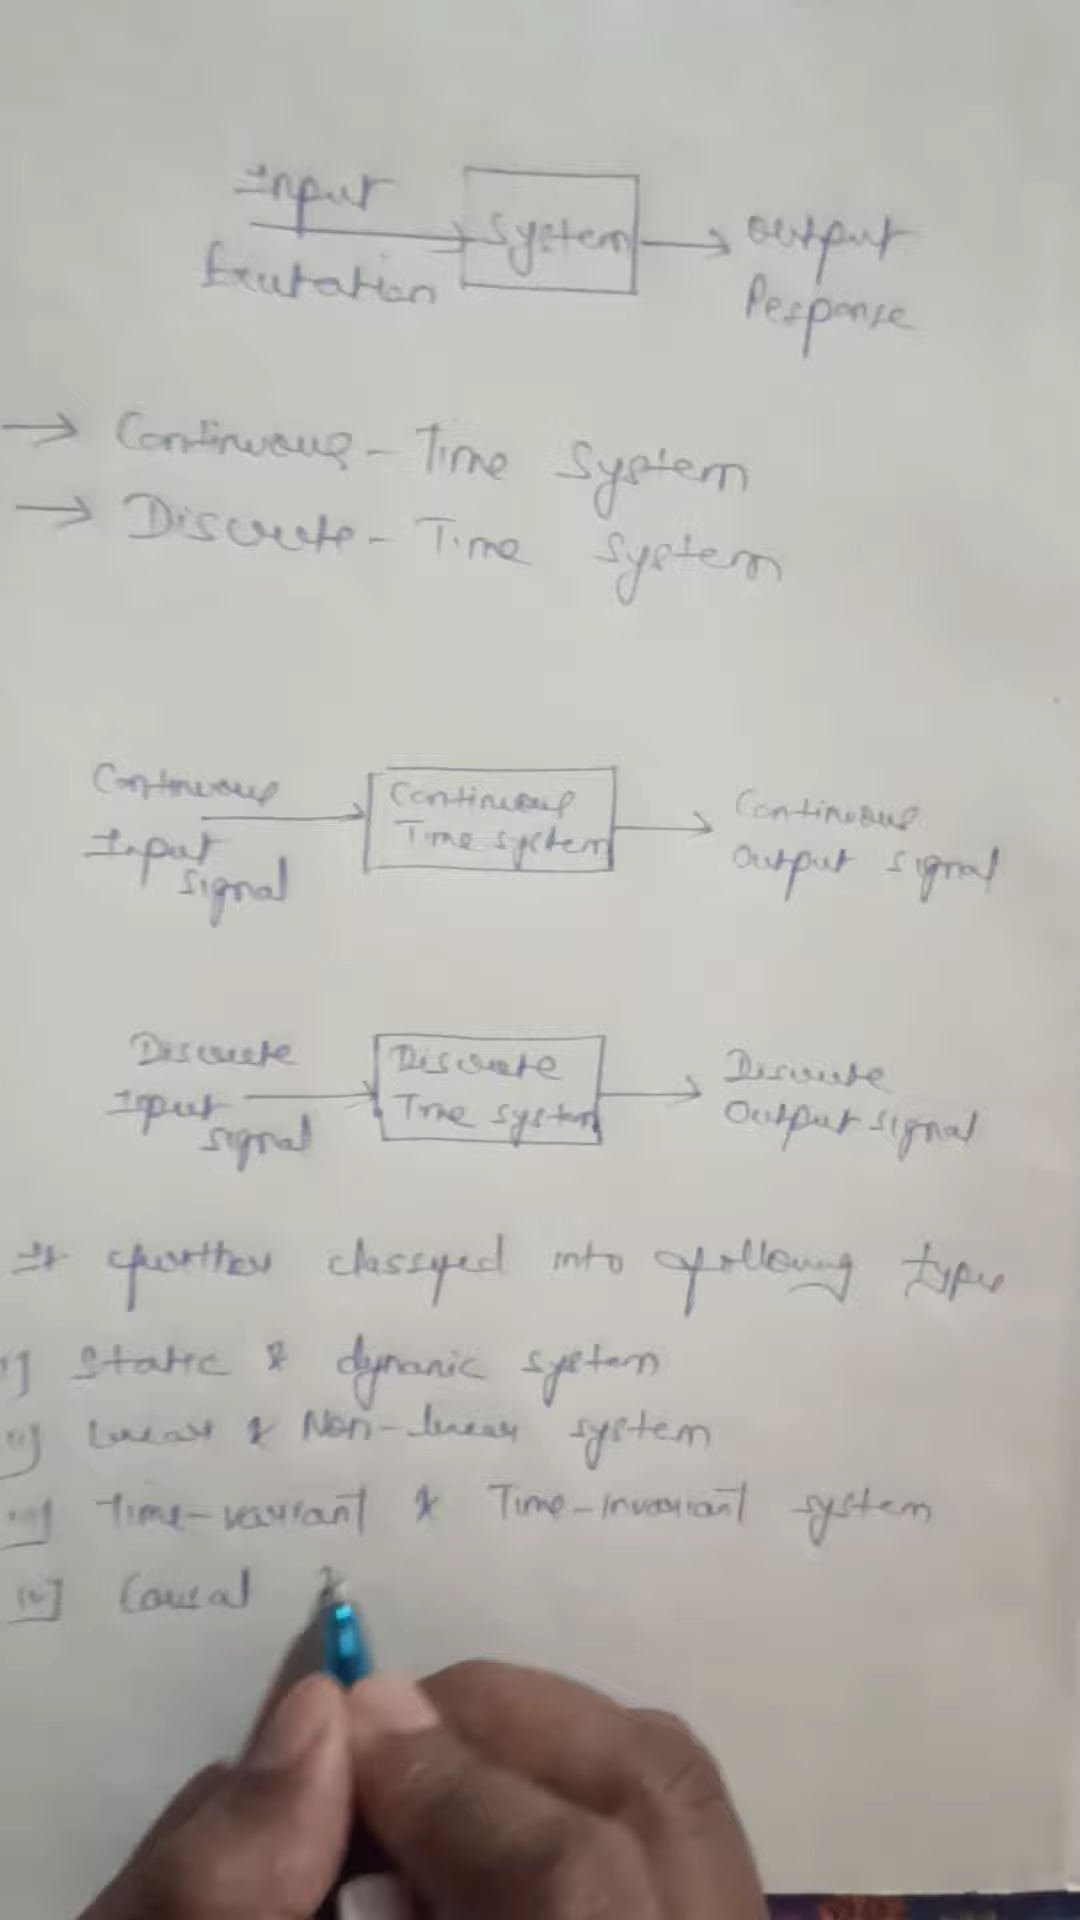 Input
System
Output
Exitation
Response
→ Continuous - Time System
→ Discrete - Time System
Continuous
Input
signal
Continuous
Time system
Continuous
Output signal
Discrete
Input
signal
Discrete
Time system
Discrete
Output signal
It further classified into following types
i] Static & dynamic system
ii] Linear & Non-linear system
iii] Time-variant & Time-invariant system
iv] Causal &